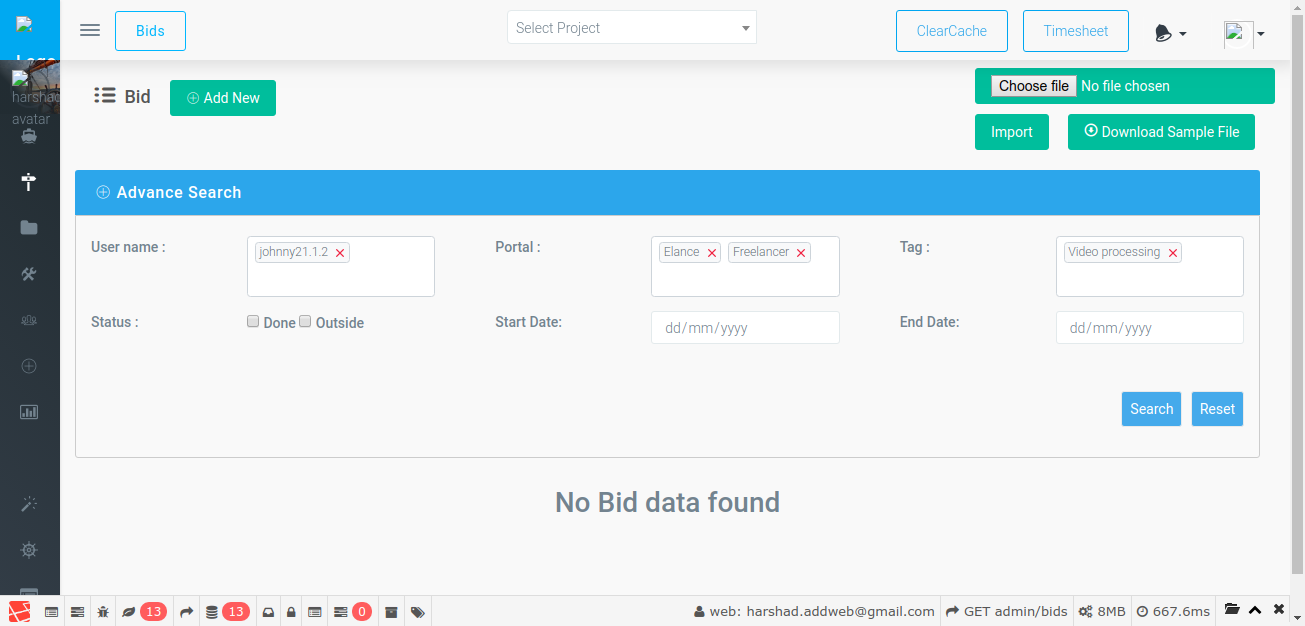 Bids
Select Project
ClearCache
Timesheet
harshad
avatar
Bid
Add New
Choose file No file chosen
Import
Download Sample File
Advance Search
User name :
johnny21.1.2
Portal :
Elance
Freelancer
Tag :
Video processing
Status :
Done
Outside
Start Date:
dd/mm/yyyy
End Date:
dd/mm/yyyy
Search
Reset
No Bid data found
13
13
0
web: harshad.addweb@gmail.com
GET admin/bids
8MB
667.6ms